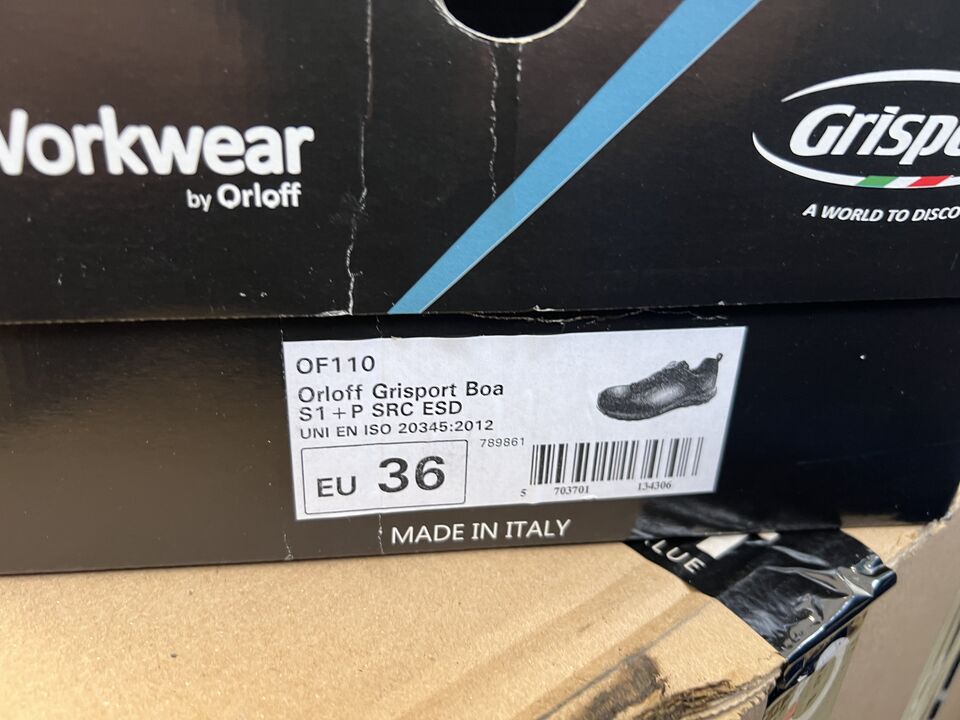 Workwear
by Orloff
Grispo
A WORLD TO DISCO
OF110
Orloff Grisport Boa
S1+P SRC ESD
UNI EN ISO 20345:2012
789861
EU 36
5 703701 134306
MADE IN ITALY
LUE